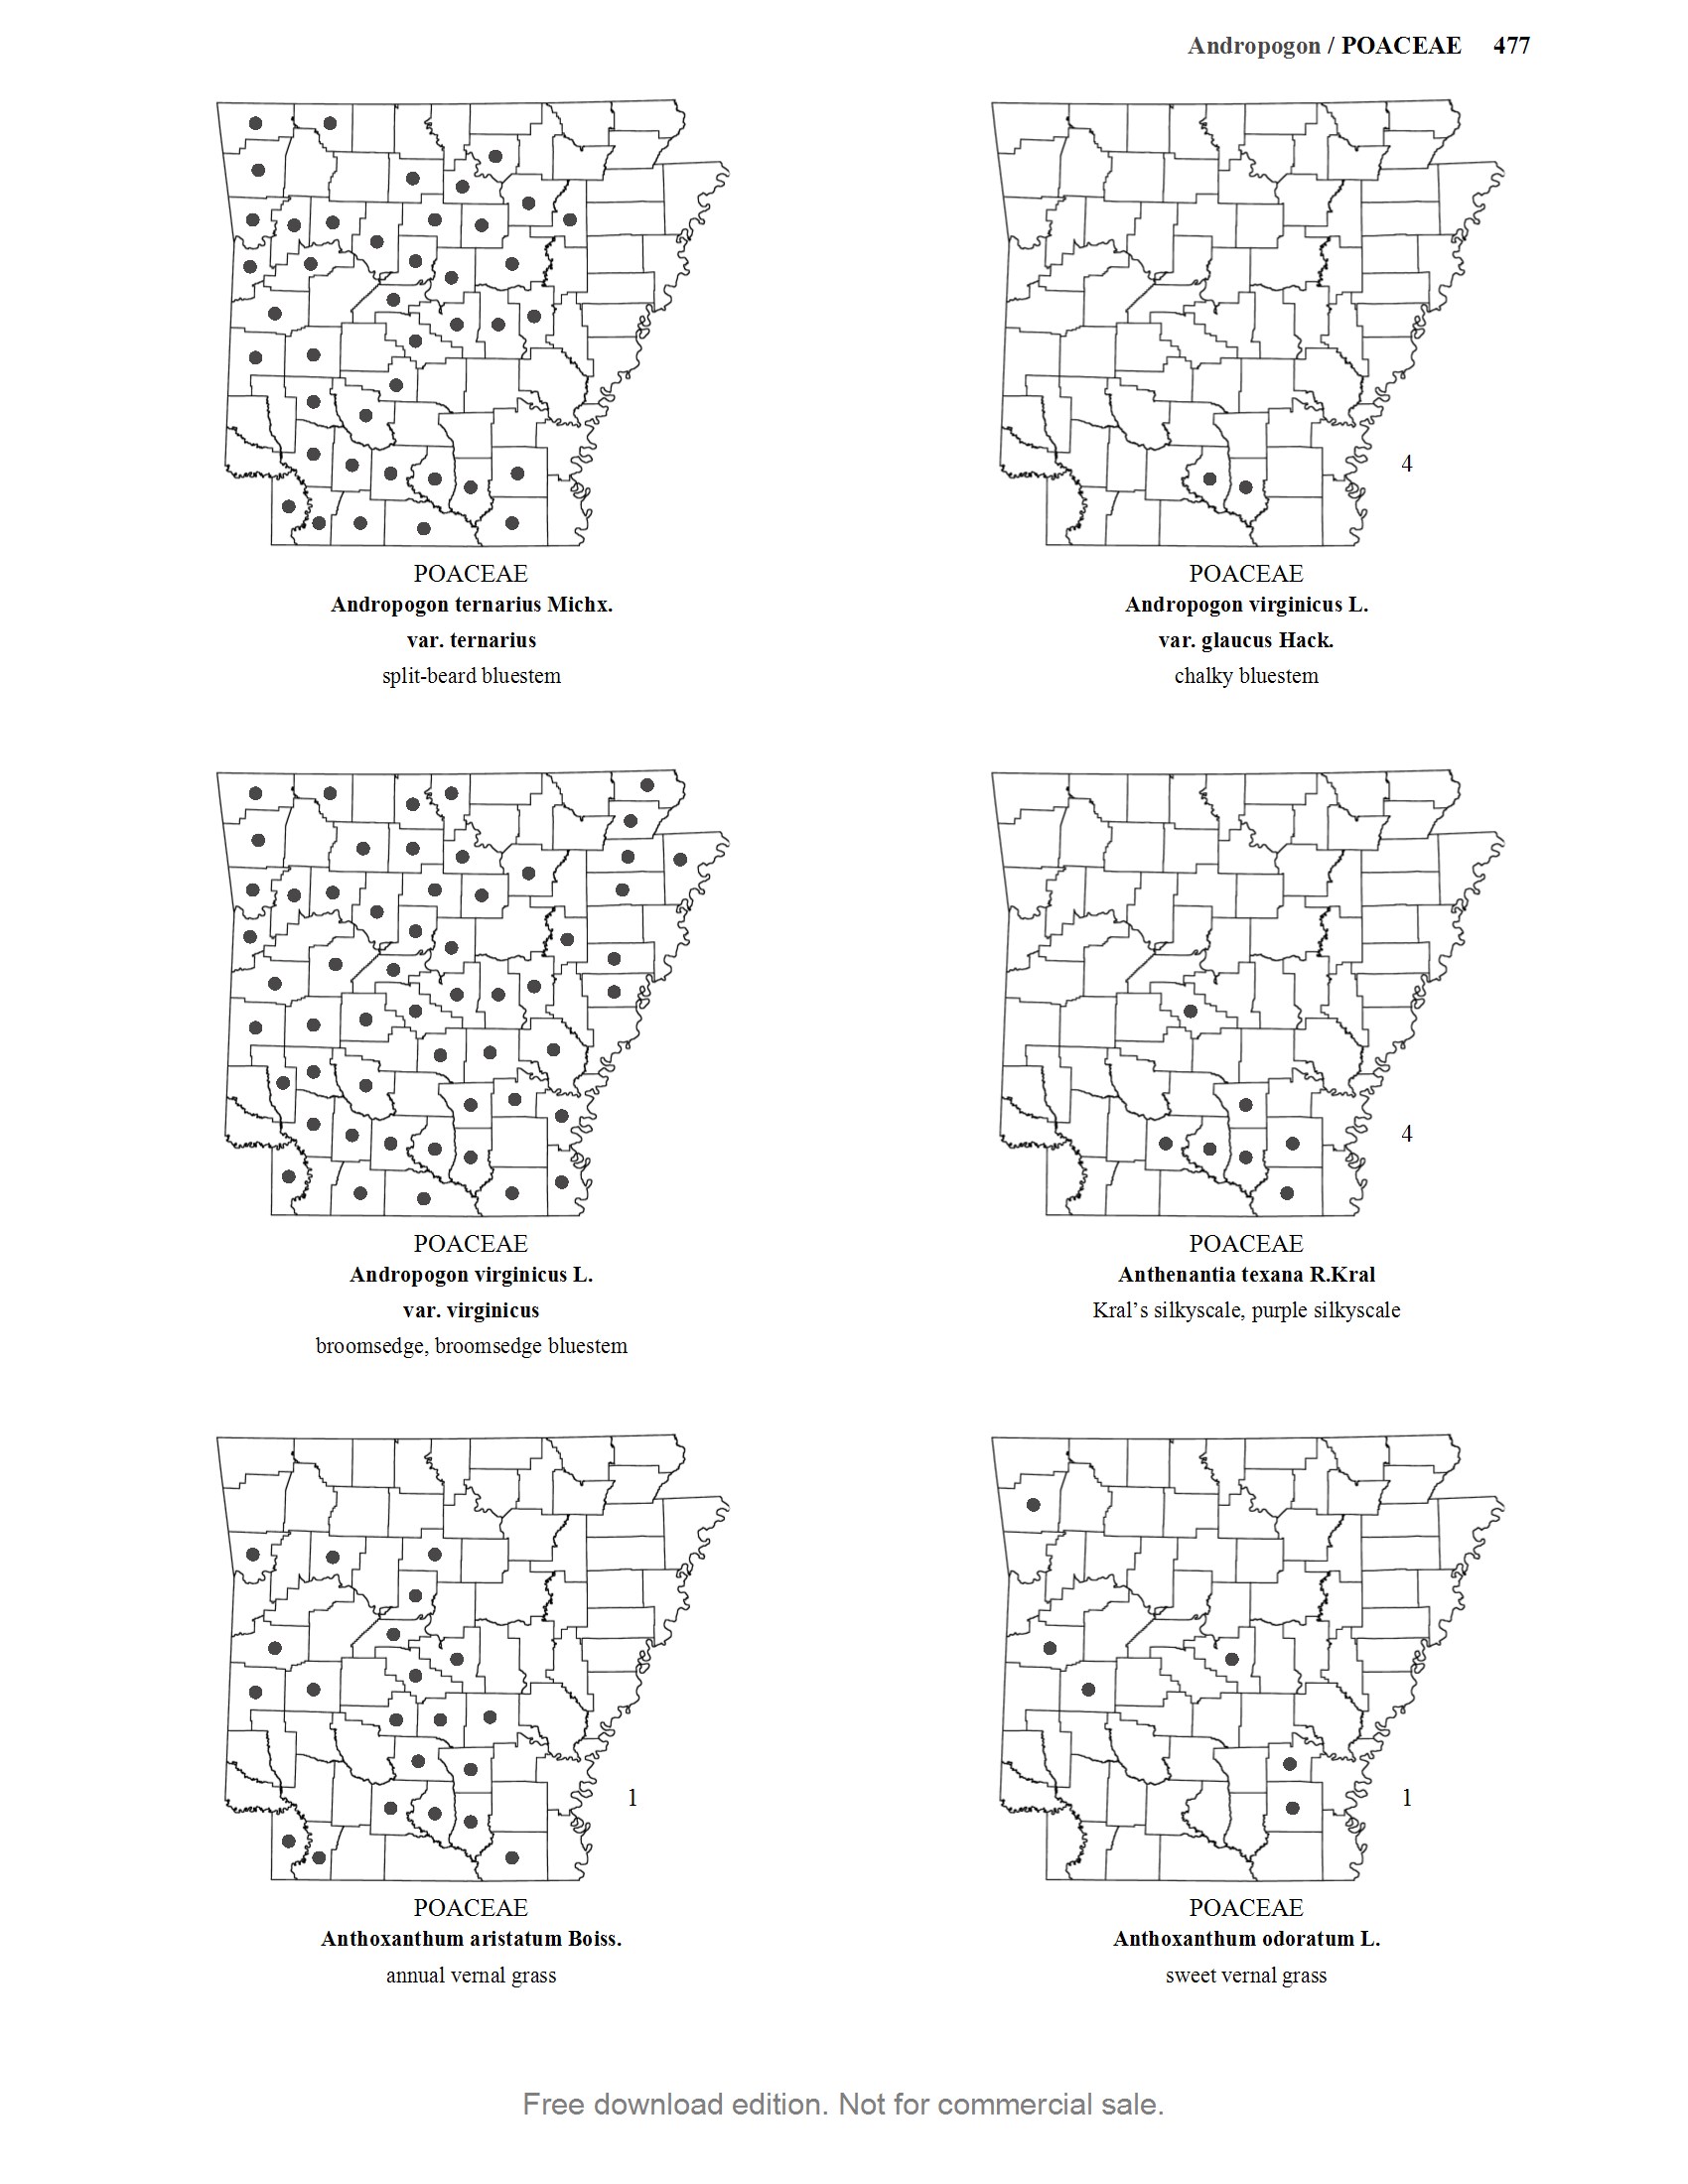 Andropogon / POACEAE 477
POACEAE
Andropogon ternarius Michx.
var. ternarius
split-beard bluestem
4
POACEAE
Andropogon virginicus L.
var. glaucus Hack.
chalky bluestem
POACEAE
Andropogon virginicus L.
var. virginicus
broomsedge, broomsedge bluestem
4
POACEAE
Anthenantia texana R.Kral
Kral’s silkyscale, purple silkyscale
1
POACEAE
Anthoxanthum aristatum Boiss.
annual vernal grass
1
POACEAE
Anthoxanthum odoratum L.
sweet vernal grass
Free download edition. Not for commercial sale.